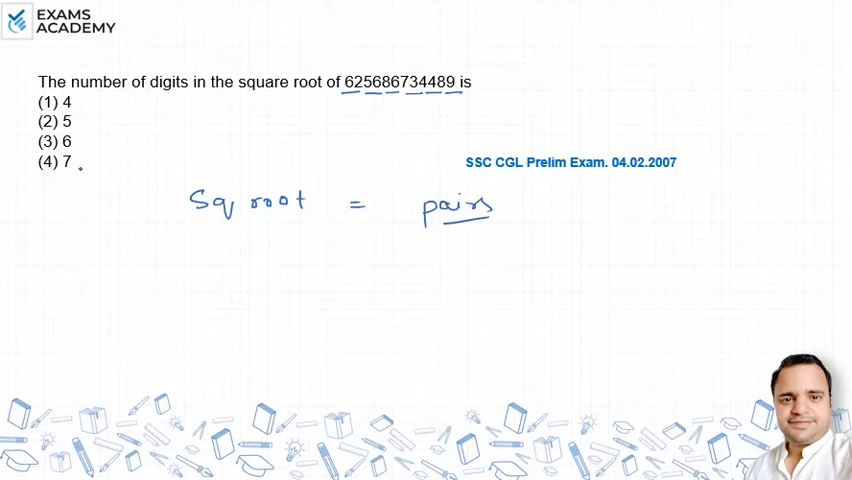 EXAMS
ACADEMY
The number of digits in the square root of 625686734489 is
(1) 4
(2) 5
(3) 6
(4) 7
SSC CGL Prelim Exam. 04.02.2007
Sq root = pairs